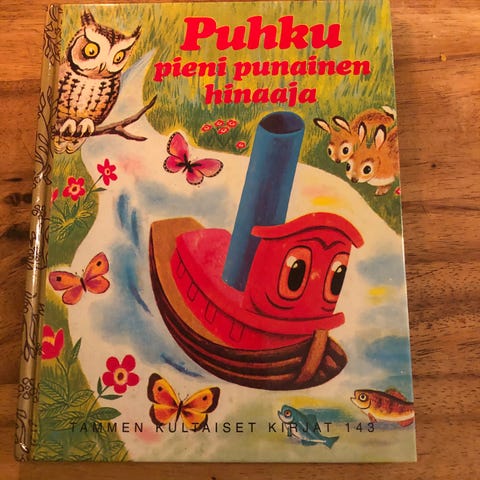 Puhku
pieni punainen
hinaaja
TAMMEN KULTAISET KIRJAT 143